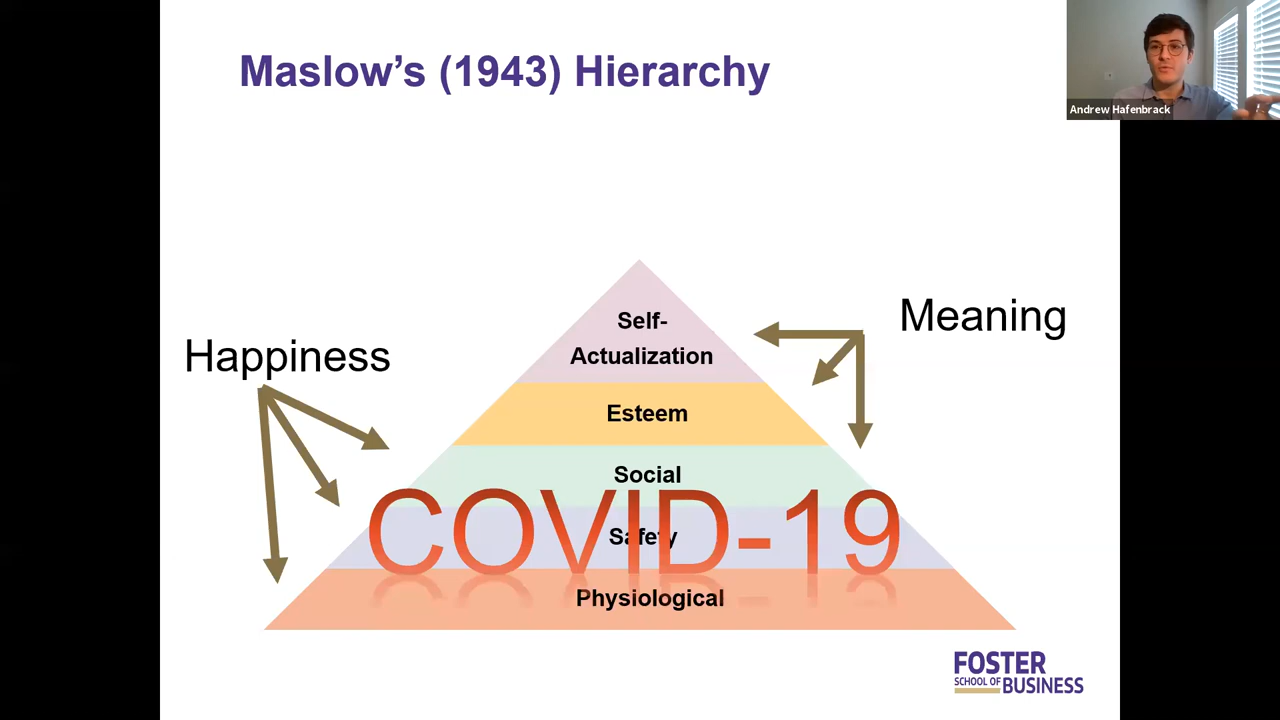 Maslow's (1943) Hierarchy
Andrew Hafenbrack
Meaning
Happiness
Self-
Actualization
Esteem
Social
COVID-19
Safety
Physiological
FOSTER
SCHOOL OF BUSINESS